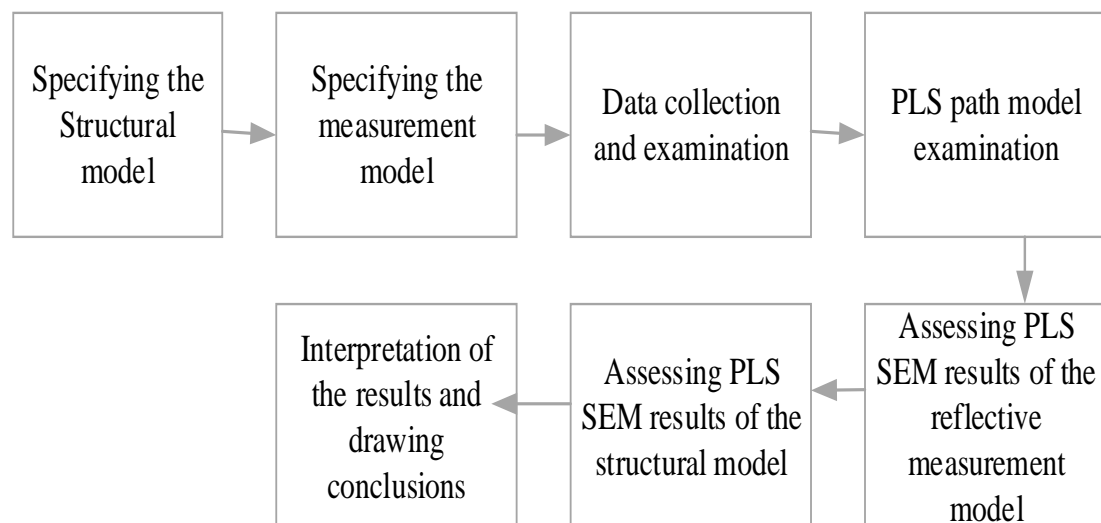 Specifying the
Structural
model
Specifying the
measurement
model
Data collection
and examination
PLS path model
examination
Assessing PLS
SEM results of the
reflective
measurement
model
Assessing PLS
SEM results of the
structural model
Interpretation of
the results and
drawing
conclusions